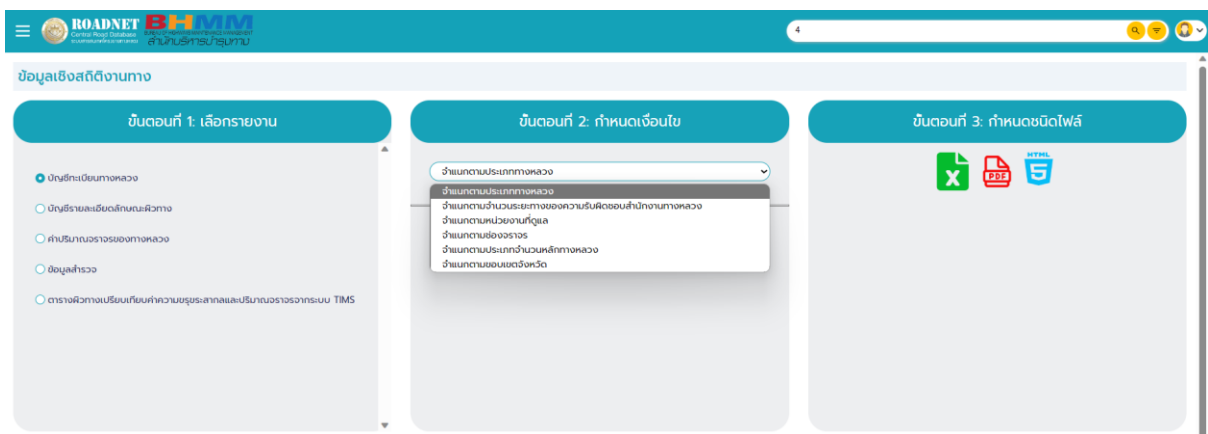 ROADNET
Central Road Database
BHMM
สำนักบริหารบำรุงทาง
4
ข้อมูลเชิงสถิติงานทาง
ขั้นตอนที่ 1: เลือกรายงาน
บัญชีทะเบียนทางหลวง
บัญชีรายละเอียดลักษณะผิวทาง
ค่าปริมาณจราจรของทางหลวง
ข้อมูลสำรวจ
ตารางผิวทางเปรียบเทียบค่าความขรุขระสากลและปริมาณจราจรจากระบบ TIMS
ขั้นตอนที่ 2: กำหนดเงื่อนไข
จำแนกตามประเภททางหลวง
จำแนกตามประเภททางหลวง
จำแนกตามจำนวนระยะทางของความรับผิดชอบสำนักงานทางหลวง
จำแนกตามหน่วยงานที่ดูแล
จำแนกตามช่องจราจร
จำแนกตามประเภทจำนวนหลักทางหลวง
จำแนกตามขอบเขตจังหวัด
ขั้นตอนที่ 3: กำหนดชนิดไฟล์
X
PDF
HTML
5